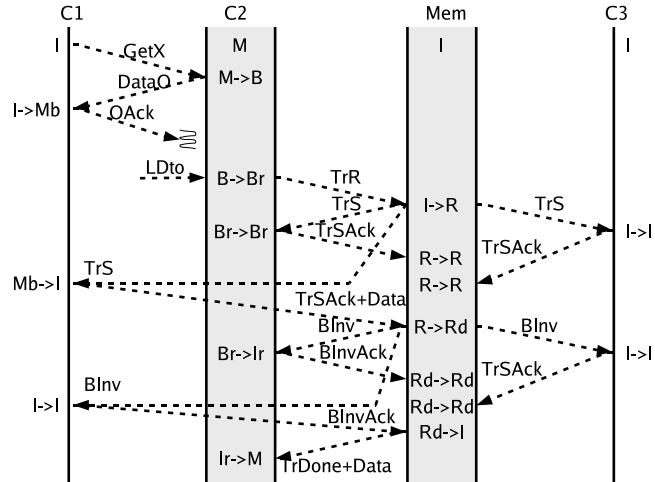 C1 C2 Mem C3
I M I I
GetX
M->B
DataO
I->Mb OAck
LDto
B->Br TrR
TrS I->R TrS
Br->Br TrSAck I->I
R->R TrSAck
Mb->I TrS R->R
TrSAck+Data
BInv R->Rd BInv
Br->Ir BInvAck I->I
TrSAck
BInv Rd->Rd
I->I Rd->Rd
BInvAck
Rd->I
Ir->M TrDone+Data